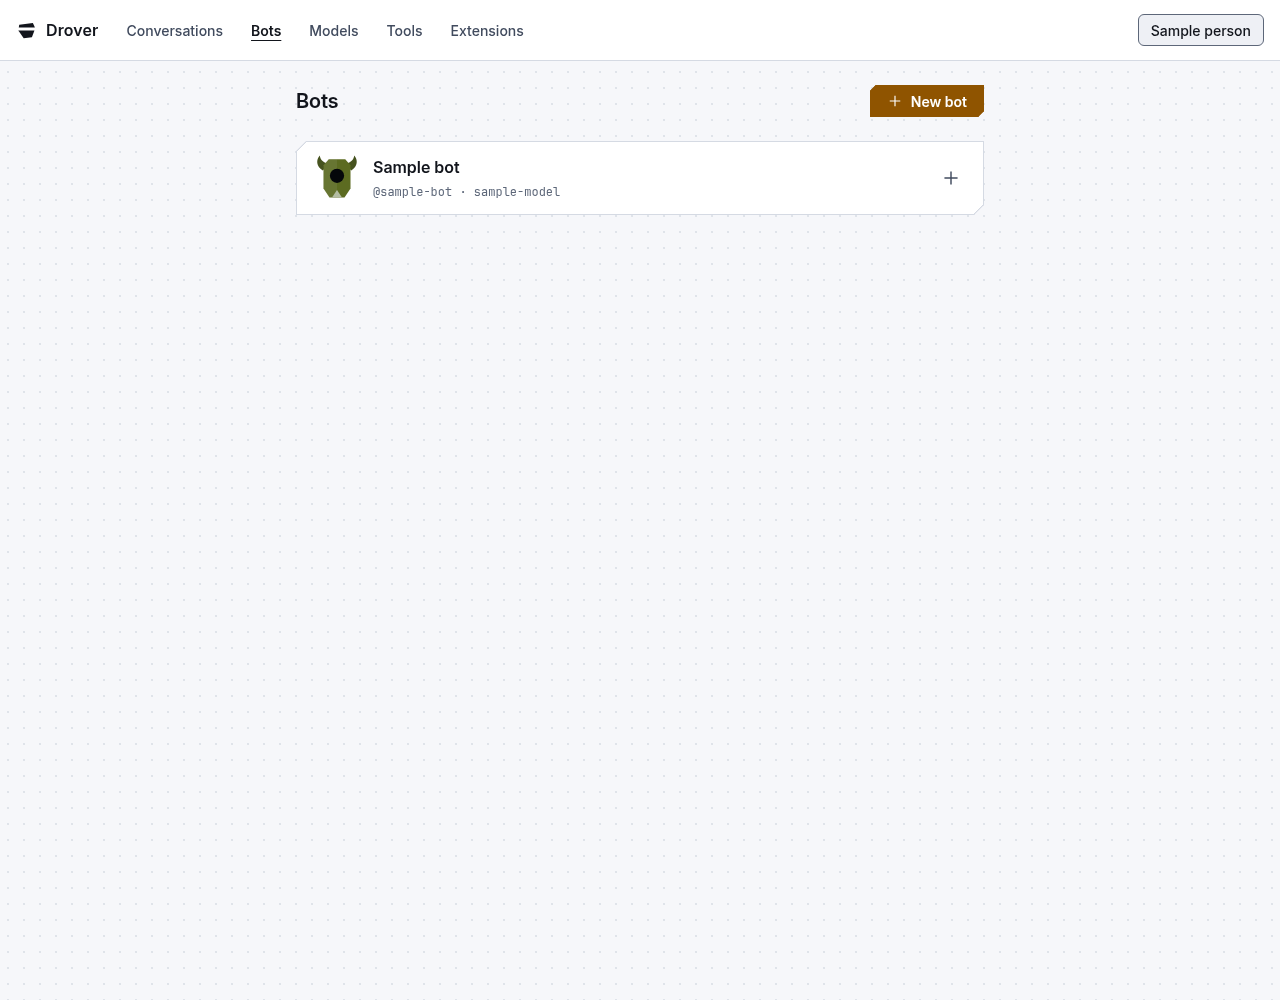 Drover
Conversations
Bots
Models
Tools
Extensions
Sample person
Bots
New bot
Sample bot
@sample-bot · sample-model